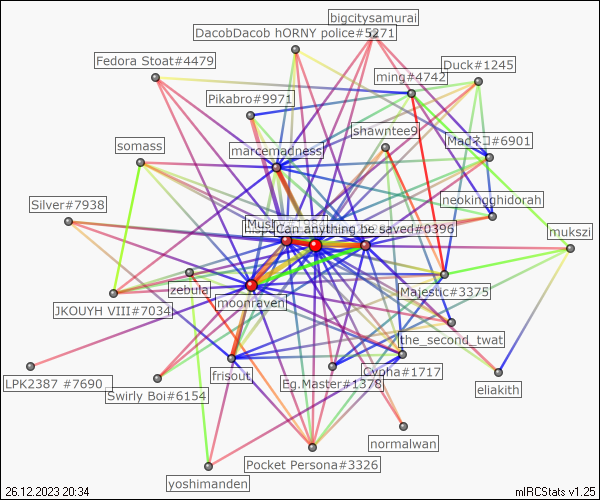 bigcitysamurai
DacobDacob hORNY police#5271
Fedora Stoat#4479
Duck#1245
ming#4742
Pikabro#9971
shawntee9
Madネコ#6901
somass
marcemadness
neokingghidorah
Silver#7938
Can anything be saved#0396
mukszi
zebula
Majestic#3375
moonraven
JKOUYH VIII#7034
the_second_twat
LPK2387 #7690
frisout
Cypha#1717
Eg.Master#1378
eliakith
Swirly Boi#6154
normalwan
Pocket Persona#3326
yoshimanden
26.12.2023 20:34
mIRCStats v1.25